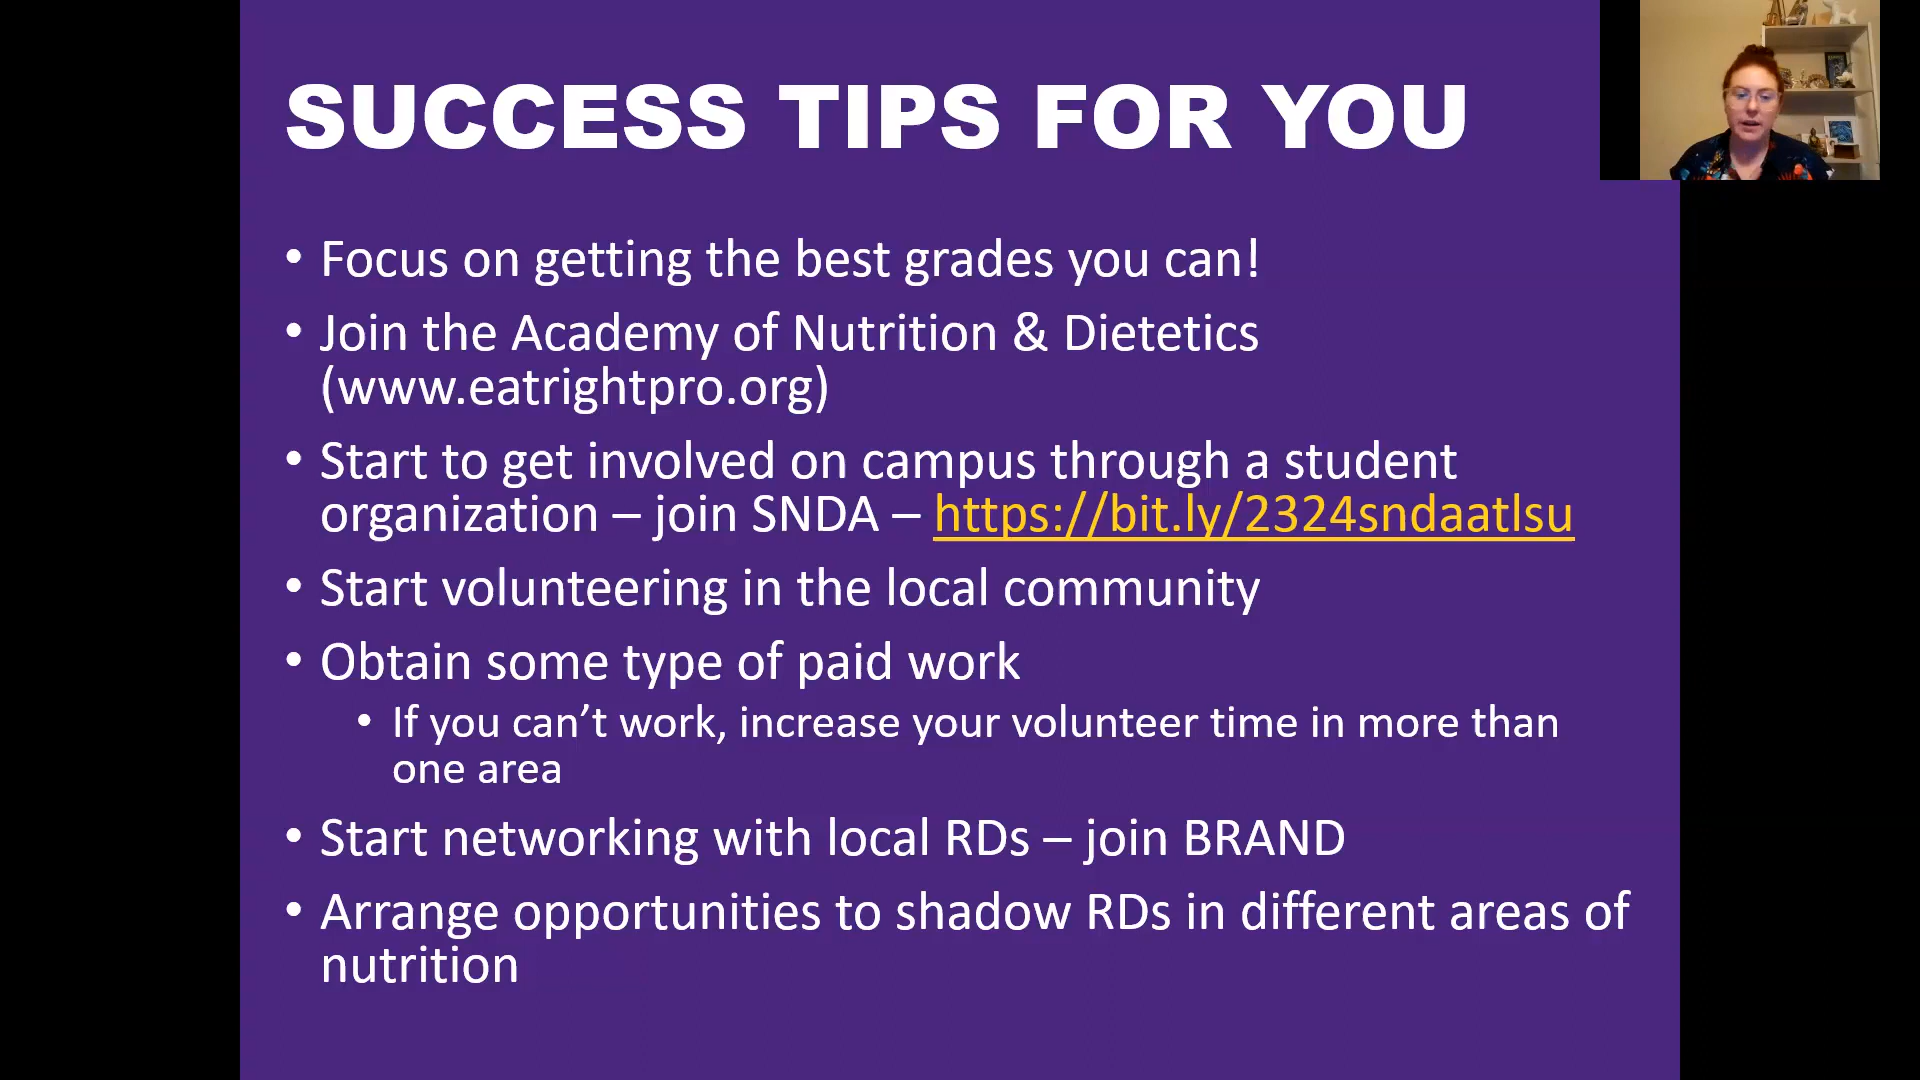 SUCCESS TIPS FOR YOU
• Focus on getting the best grades you can!
• Join the Academy of Nutrition & Dietetics
(www.eatrightpro.org)
• Start to get involved on campus through a student
organization – join SNDA – https://bit.ly/2324sndaatlsu
• Start volunteering in the local community
• Obtain some type of paid work
• If you can’t work, increase your volunteer time in more than
one area
• Start networking with local RDs – join BRAND
• Arrange opportunities to shadow RDs in different areas of
nutrition